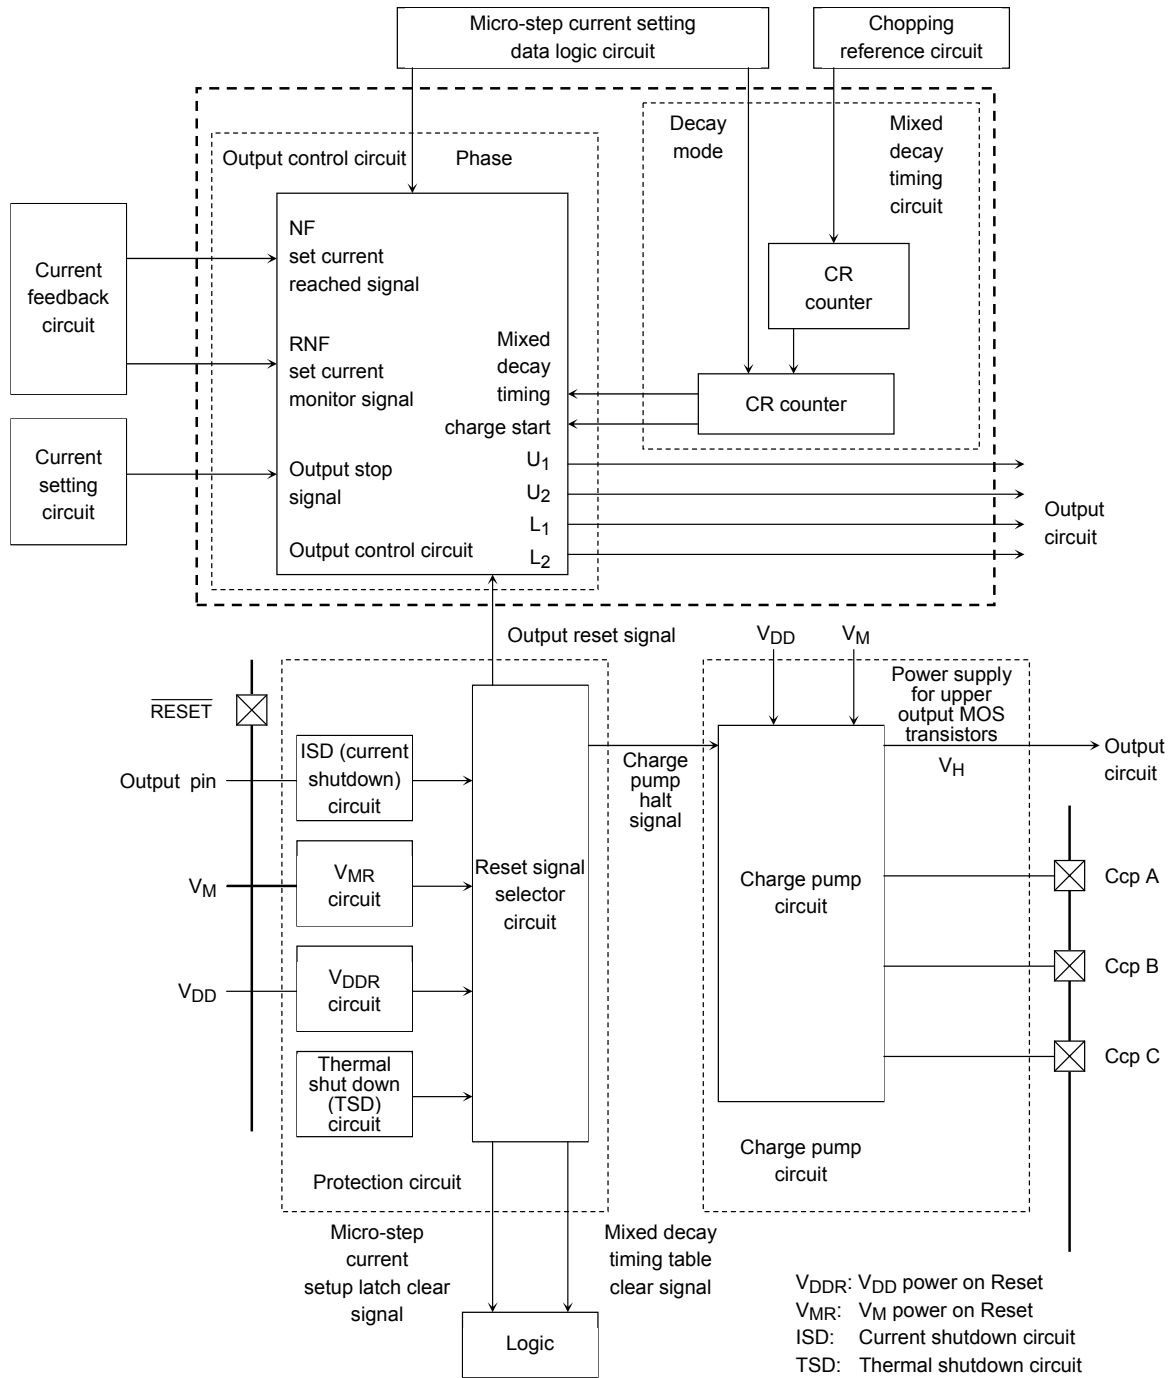 Micro-step current setting
data logic circuit
Chopping
reference circuit
Output control circuit
Phase
Decay
mode
Mixed
decay
timing
circuit
Current
feedback
circuit
NF
set current
reached signal
RNF
set current
monitor signal
Mixed
decay
timing
charge start
CR
counter
CR counter
Current
setting
circuit
Output stop
signal
Output control circuit
U1
U2
L1
L2
Output
circuit
Output reset signal
VDD
VM
RESET
Output pin
VM
VDD
ISD (current
shutdown)
circuit
VMR
circuit
VDDR
circuit
Thermal
shut down
(TSD)
circuit
Reset signal
selector
circuit
Protection circuit
Charge
pump
halt
signal
Power supply
for upper
output MOS
transistors
VH
Output
circuit
Charge pump
circuit
Ccp A
Ccp B
Ccp C
Charge pump
circuit
Micro-step
current
setup latch clear
signal
Mixed decay
timing table
clear signal
Logic
VDDR: VDD power on Reset
VMR: VM power on Reset
ISD: Current shutdown circuit
TSD: Thermal shutdown circuit